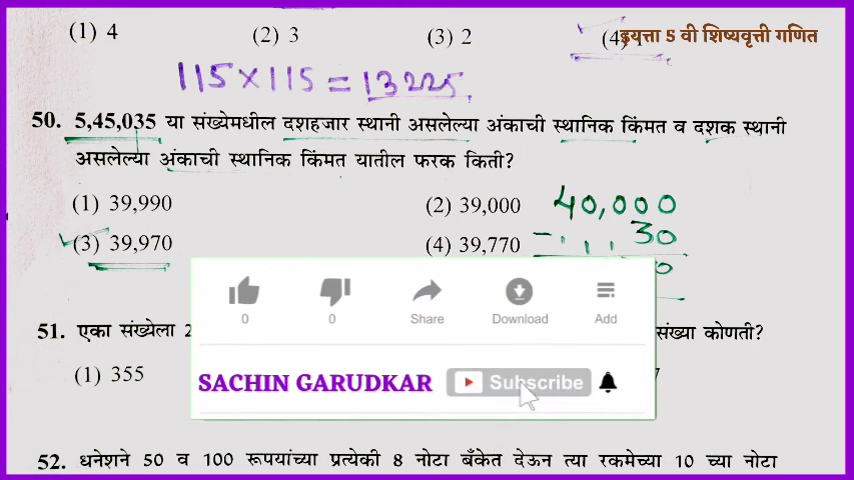 (1) 4 (2) 3 (3) 2 (4)
इयत्ता 5 वी शिष्यवृत्ती गणित
115×115 = 13225
50. 5,45,035 या संख्येमधील दशहजार स्थानी असलेल्या अंकाची स्थानिक किंमत व दशक स्थानी
असलेल्या अंकाची स्थानिक किंमत यातील फरक किती?
(1) 39,990 (2) 39,000
40,000
(3) 39,970 (4) 39,770
- 30
0
0 0 Share Download Add
51. एका संख्येला 2 संख्या कोणती?
SACHIN GARUDKAR Subscribe
(1) 355 7
52. धनेशने 50 व 100 रूपयांच्या प्रत्येकी 8 नोटा बँकेत देऊन त्या रकमेच्या 10 च्या नोटा